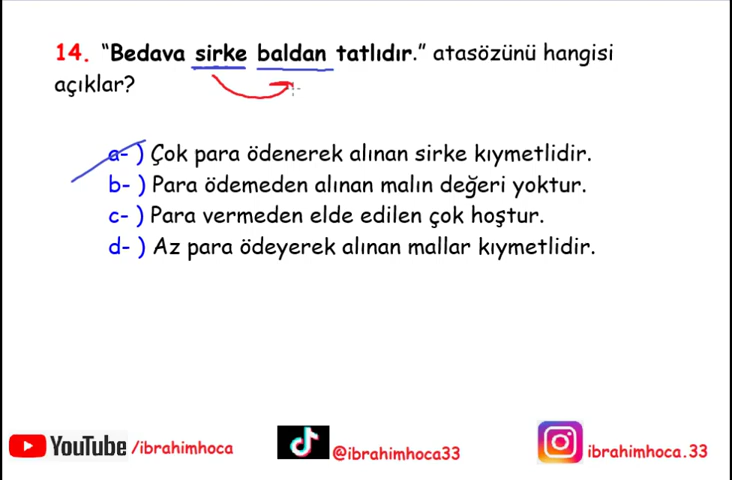 14. “Bedava sirke baldan tatlıdır.” atasözünü hangisi
açıklar?
a- ) Çok para ödenerek alınan sirke kıymetlidir.
b- ) Para ödemeden alınan malın değeri yoktur.
c- ) Para vermeden elde edilen çok hoştur.
d- ) Az para ödeyerek alınan mallar kıymetlidir.
YouTube /ibrahimhoca
@ibrahimhoca33
ibrahimhoca.33